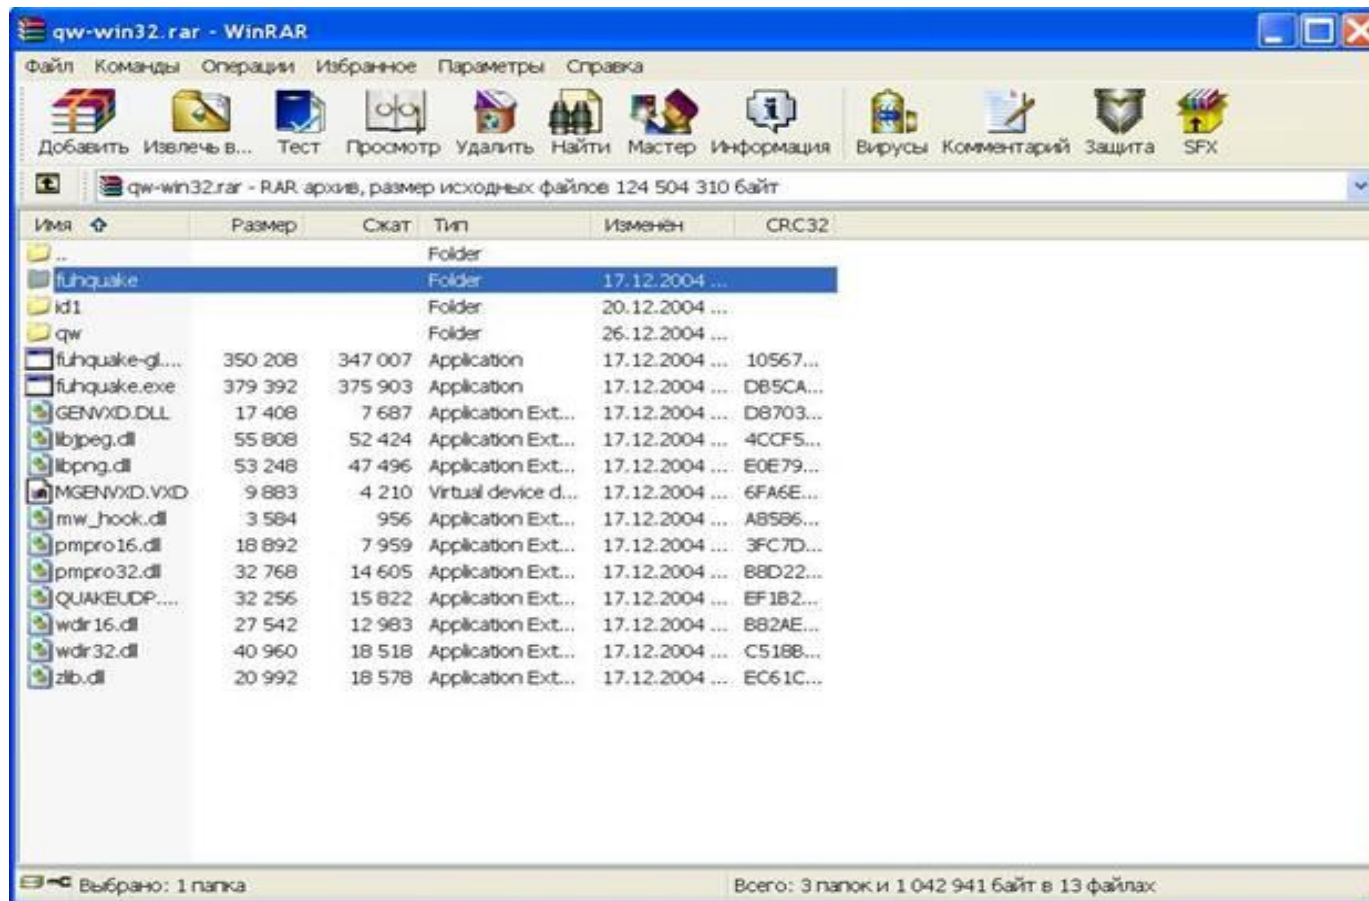 qw-win32.rar - WinRAR
Файл Команды Операции Избранное Параметры Справка
Добавить Извлечь в... Тест Просмотр Удалить Найти Мастер Информация Вирусы Комментарий Защита SFX
qw-win32.rar - RAR архив, размер исходных файлов 124 504 310 байт
Имя Размер Сжат Тип Изменён CRC32
.. Folder
fuhquake Folder 17.12.2004 ...
id1 Folder 20.12.2004 ...
qw Folder 26.12.2004 ...
fuhquake-gl.... 350 208 347 007 Application 17.12.2004 ... 10567...
fuhquake.exe 379 392 375 903 Application 17.12.2004 ... DB5CA...
GENVXD.DLL 17 408 7 687 Application Ext... 17.12.2004 ... D8703...
libjpeg.dll 55 808 52 424 Application Ext... 17.12.2004 ... 4CCF5...
libpng.dll 53 248 47 496 Application Ext... 17.12.2004 ... E0E79...
MGENVXD.VXD 9 883 4 210 Virtual device d... 17.12.2004 ... 6FA6E...
mw_hook.dll 3 584 956 Application Ext... 17.12.2004 ... A8586...
pmpro16.dll 18 892 7 959 Application Ext... 17.12.2004 ... 3FC7D...
pmpro32.dll 32 768 14 605 Application Ext... 17.12.2004 ... B8D22...
QUAKEUDP.... 32 256 15 822 Application Ext... 17.12.2004 ... EF1B2...
wdir16.dll 27 542 12 983 Application Ext... 17.12.2004 ... B82AE...
wdir32.dll 40 960 18 518 Application Ext... 17.12.2004 ... C518B...
zlib.dll 20 992 18 578 Application Ext... 17.12.2004 ... EC61C...
Выбрано: 1 папка Всего: 3 папок и 1 042 941 байт в 13 файлах